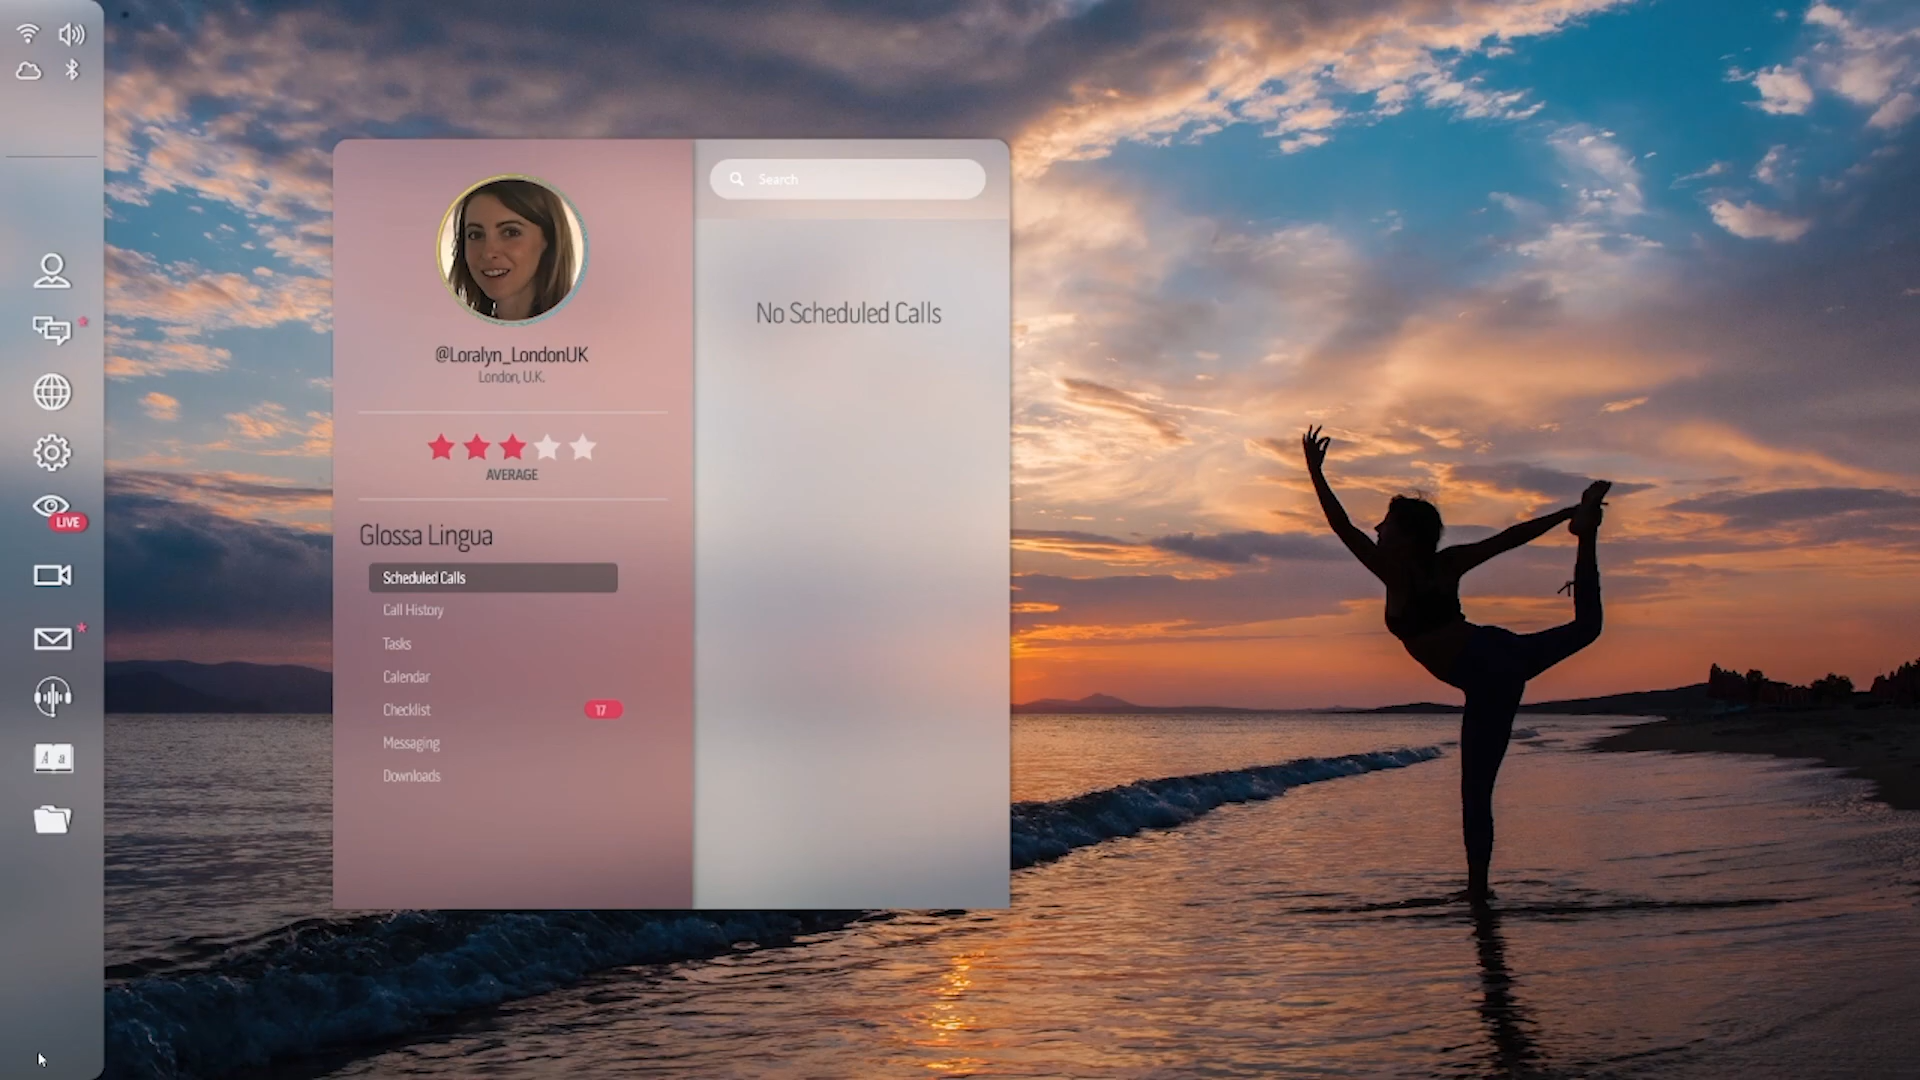 LIVE
A a
@Loralyn_LondonUK
London, U.K.
AVERAGE
Glossa Lingua
Scheduled Calls
Call History
Tasks
Calendar
Checklist 17
Messaging
Downloads
Search
No Scheduled Calls